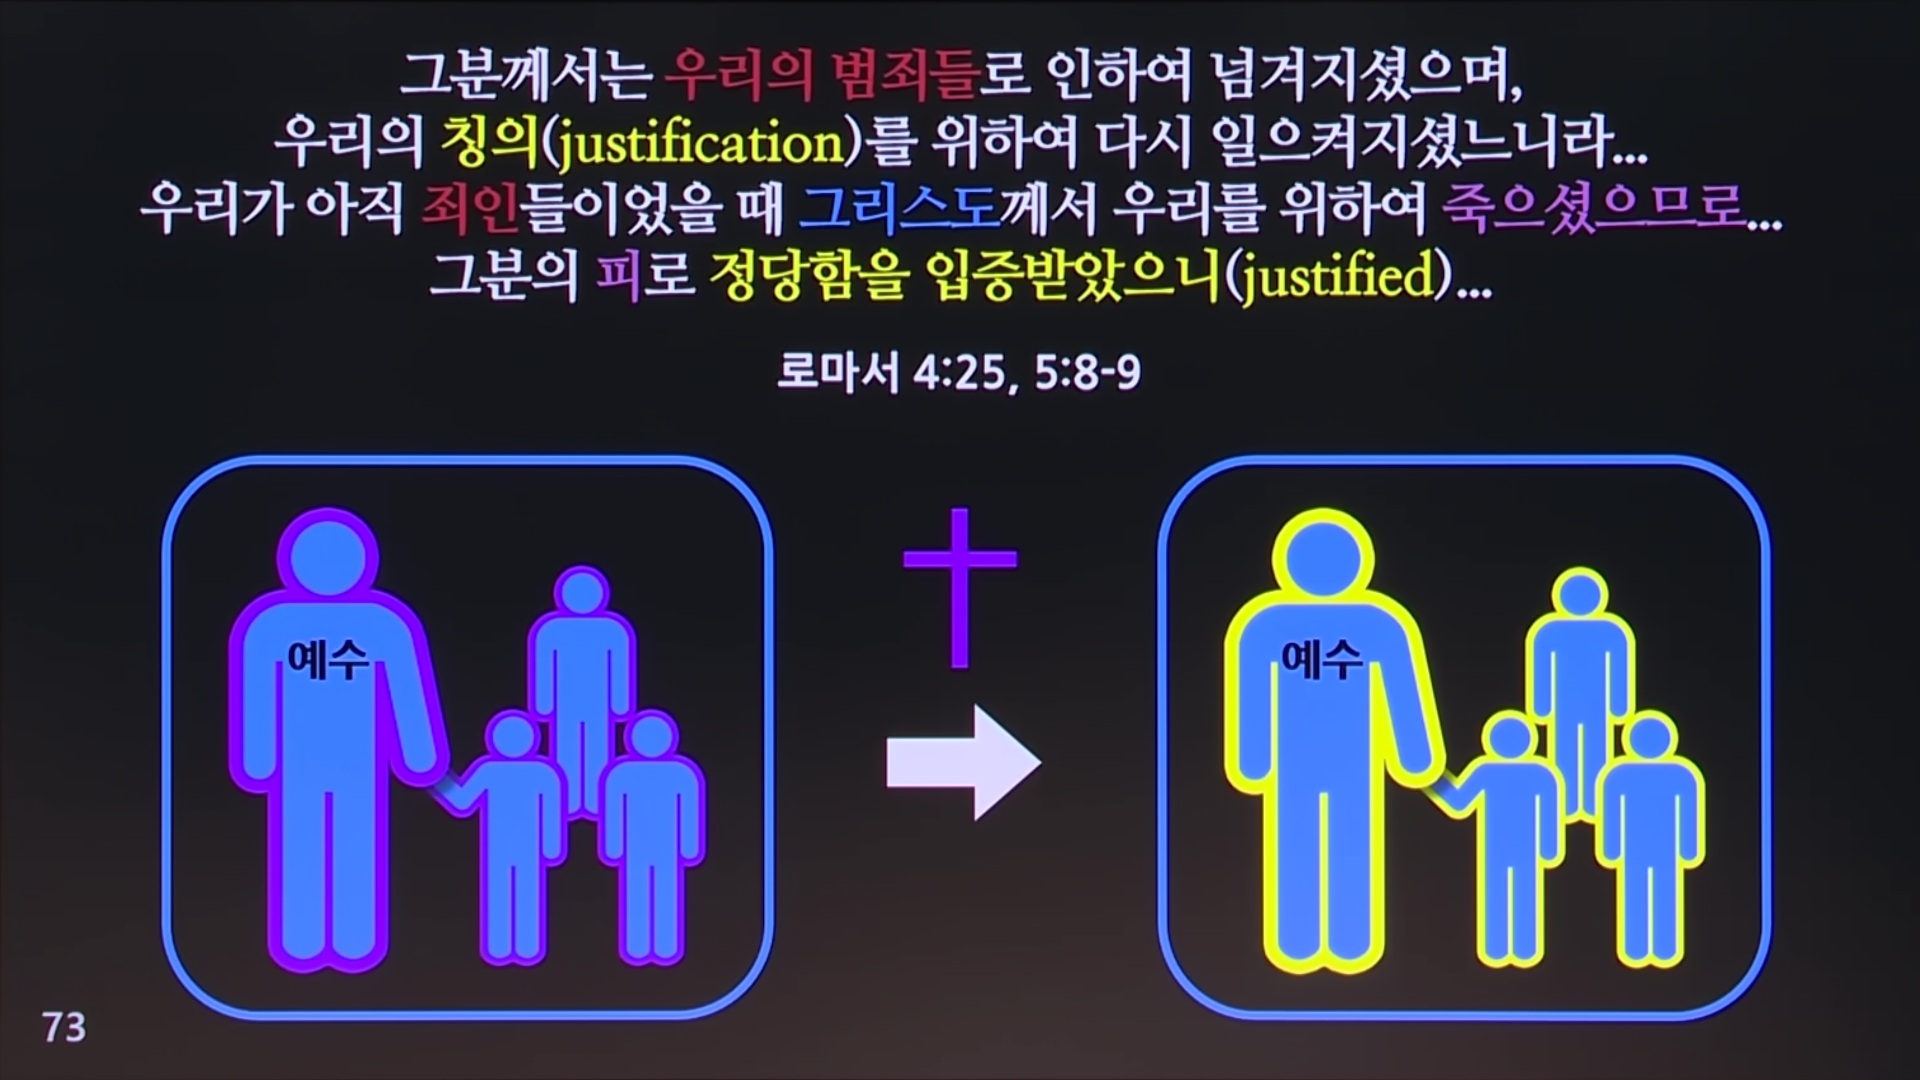 그분께서는 우리의 범죄들로 인하여 넘겨지셨으며,
우리의 칭의(justification)를 위하여 다시 일으켜지셨느니라...
우리가 아직 죄인들이었을 때 그리스도께서 우리를 위하여 죽으셨으므로...
그분의 피로 정당함을 입증받았으니(justified)...
로마서 4:25, 5:8-9
예수
예수
73